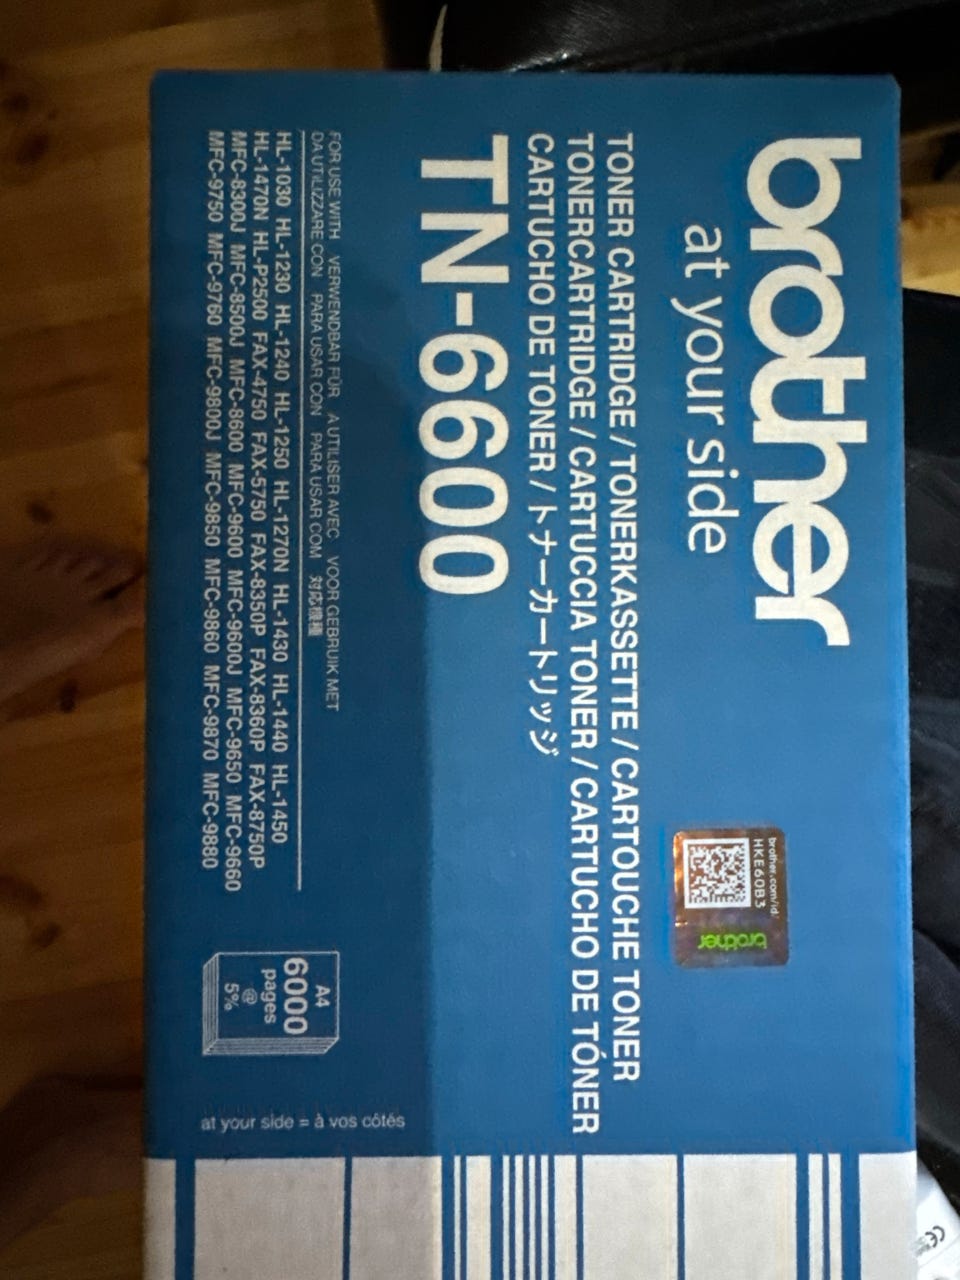 brother
at your side
brother.com/id/
HKE60B3
brother
TONER CARTRIDGE / TONERKASSETTE / CARTOUCHE TONER
TONERCARTRIDGE / CARTUCCIA TONER / CARTUCHO DE TÓNER
CARTUCHO DE TONER / トナーカートリッジ
TN-6600
FOR USE WITH VERWENDBAR FÜR A UTILISER AVEC VOOR GEBRUIK MET
DA UTILIZZARE CON PARA USAR CON PARA USAR COM 対応機種
HL-1030 HL-1230 HL-1240 HL-1250 HL-1270N HL-1430 HL-1440 HL-1450
HL-1470N HL-P2500 FAX-4750 FAX-5750 FAX-8350P FAX-8360P FAX-8750P
MFC-8300J MFC-8500J MFC-8600 MFC-9600 MFC-9600J MFC-9650 MFC-9660
MFC-9750 MFC-9760 MFC-9800J MFC-9850 MFC-9860 MFC-9870 MFC-9880
A4
6000
pages
@
5%
at your side = à vos côtés
CE